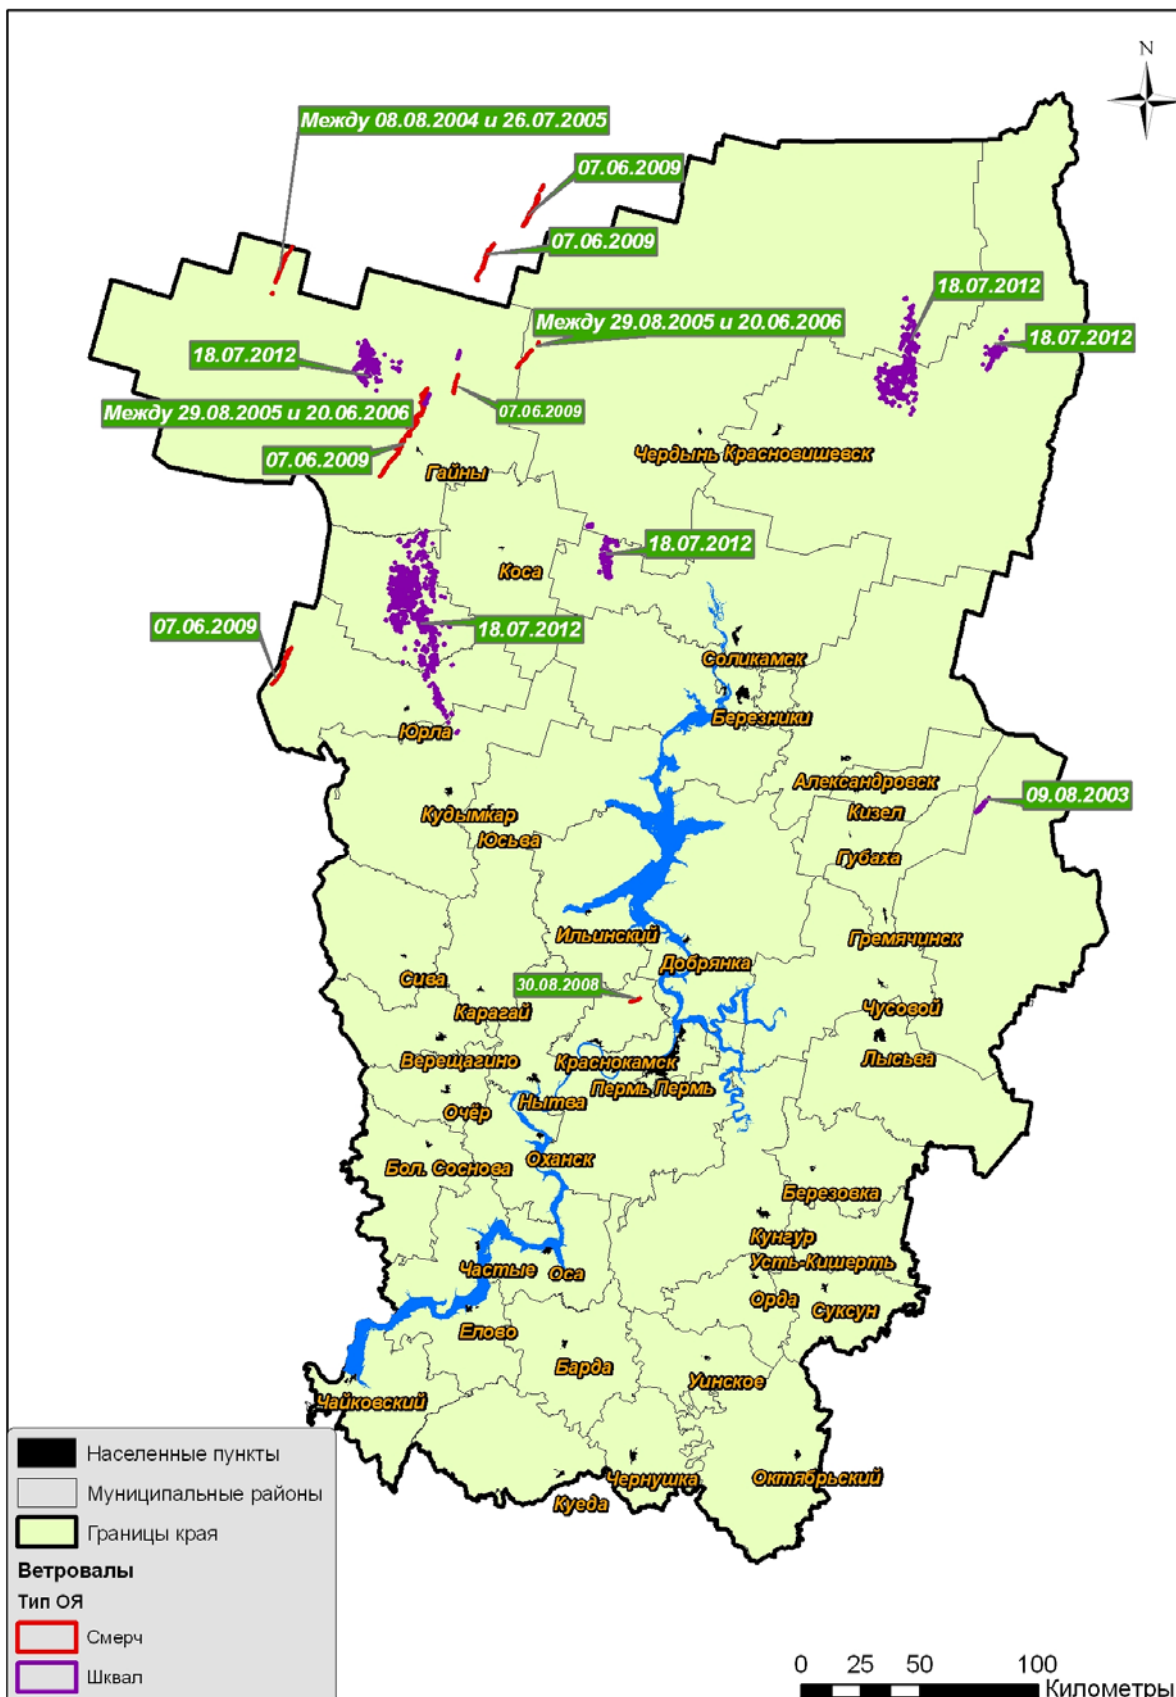 N
Между 08.08.2004 и 26.07.2005
07.06.2009
07.06.2009
18.07.2012
Между 29.08.2005 и 20.06.2006
18.07.2012
18.07.2012
Между 29.08.2005 и 20.06.2006
07.06.2009
07.06.2009
Чердынь Красновишевск
Гайны
18.07.2012
Коса
07.06.2009
18.07.2012
Соликамск
Березники
Юрла
Александровск
09.08.2003
Кудымкар
Кизел
Юсьва
Губаха
Ильинский
Гремячинск
Добрянка
Сива
30.08.2008
Карагай
Чусовой
Верещагино
Краснокамск
Лысьва
Пермь Пермь
Нытва
Очёр
Оханск
Бол. Соснова
Березовка
Кунгур
Усть-Кишерть
Частые
Оса
Орда
Суксун
Елово
Барда
Уинское
Чайковский
Чернушка
Октябрьский
Куеда
Населенные пункты
Муниципальные районы
Границы края
Ветровалы
Тип ОЯ
Смерч
Шквал
0 25 50 100
Километры